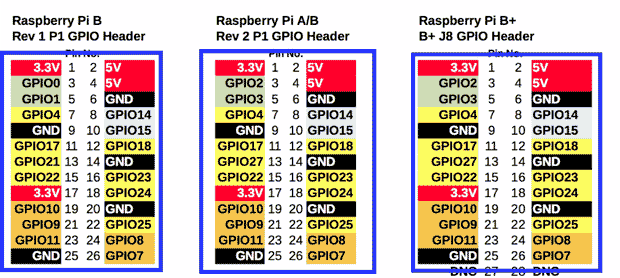 Raspberry Pi B
Rev 1 P1 GPIO Header
Pin No.
3.3V 1 2 5V
GPIO0 3 4 5V
GPIO1 5 6 GND
GPIO4 7 8 GPIO14
GND 9 10 GPIO15
GPIO17 11 12 GPIO18
GPIO21 13 14 GND
GPIO22 15 16 GPIO23
3.3V 17 18 GPIO24
GPIO10 19 20 GND
GPIO9 21 22 GPIO25
GPIO11 23 24 GPIO8
GND 25 26 GPIO7
Raspberry Pi A/B
Rev 2 P1 GPIO Header
Pin No.
3.3V 1 2 5V
GPIO2 3 4 5V
GPIO3 5 6 GND
GPIO4 7 8 GPIO14
GND 9 10 GPIO15
GPIO17 11 12 GPIO18
GPIO27 13 14 GND
GPIO22 15 16 GPIO23
3.3V 17 18 GPIO24
GPIO10 19 20 GND
GPIO9 21 22 GPIO25
GPIO11 23 24 GPIO8
GND 25 26 GPIO7
Raspberry Pi B+
B+ J8 GPIO Header
Pin No.
3.3V 1 2 5V
GPIO2 3 4 5V
GPIO3 5 6 GND
GPIO4 7 8 GPIO14
GND 9 10 GPIO15
GPIO17 11 12 GPIO18
GPIO27 13 14 GND
GPIO22 15 16 GPIO23
3.3V 17 18 GPIO24
GPIO10 19 20 GND
GPIO9 21 22 GPIO25
GPIO11 23 24 GPIO8
GND 25 26 GPIO7
DNC 27 28 DNC